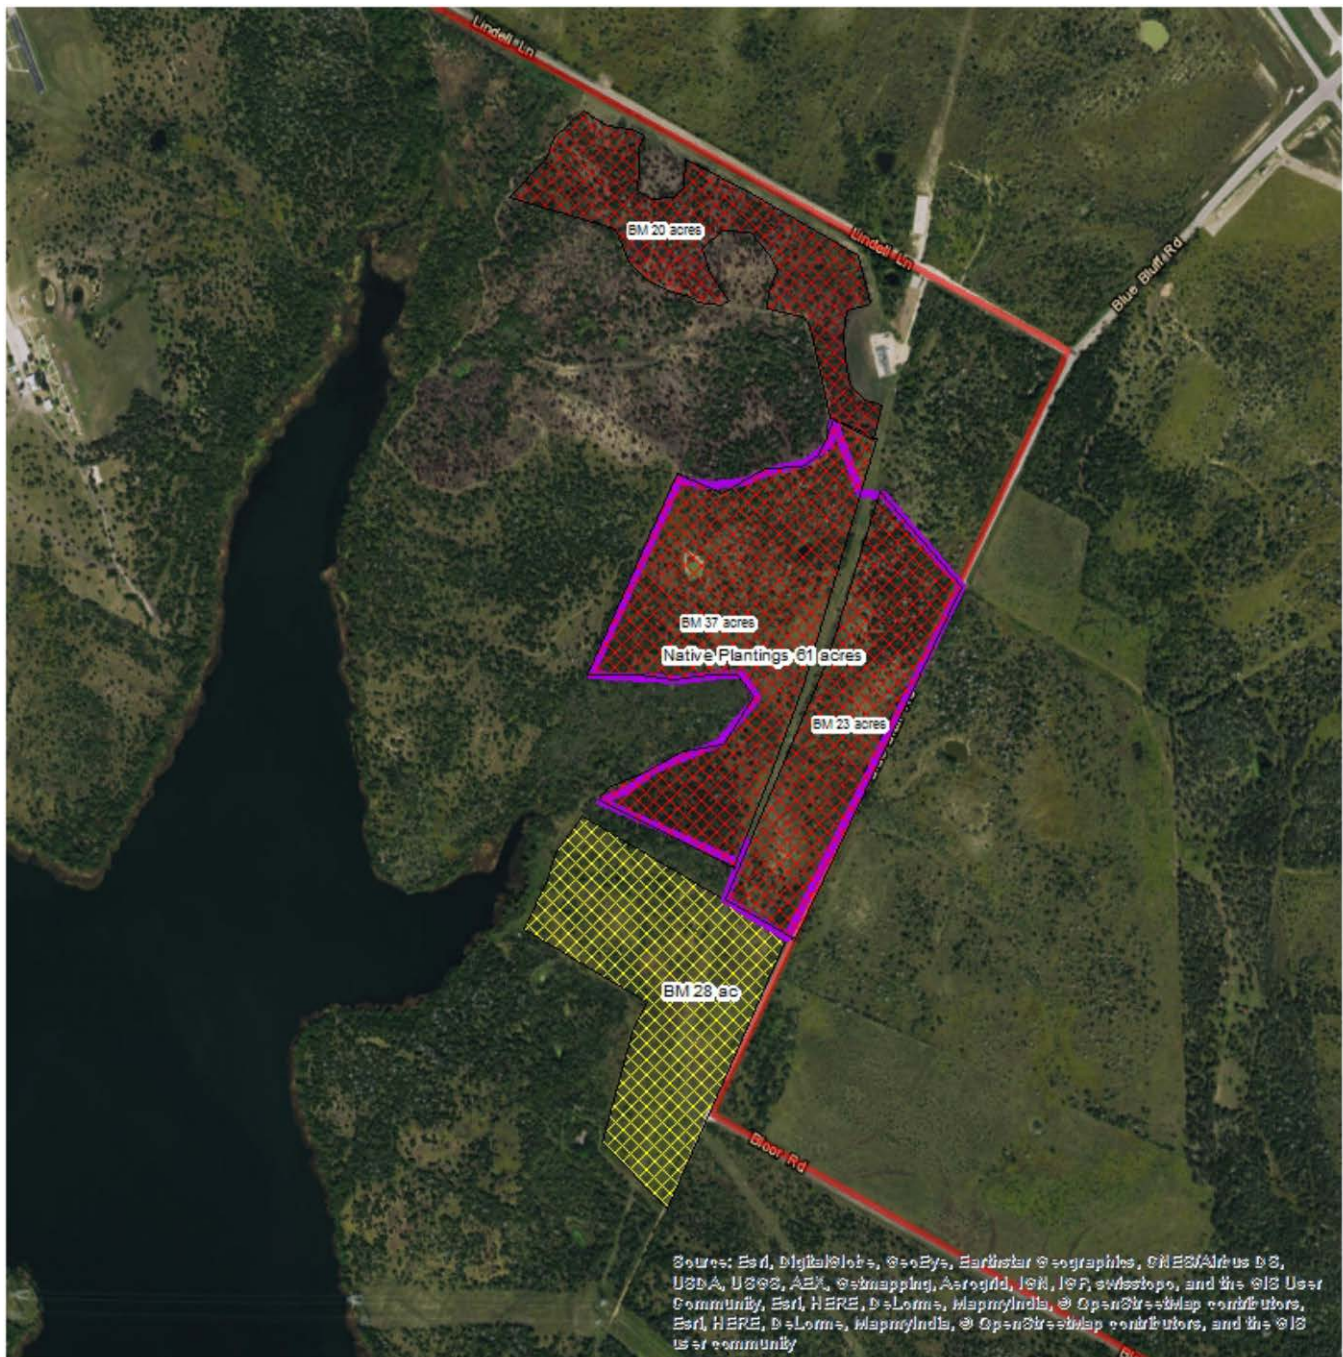 Lindell Ln
BM 20 acres
Lindell Ln
Blue Bluff Rd
BM 37 acres
Native Plantings 61 acres
BM 23 acres
BM 28 ac
Bloor Rd
Source: Esri, DigitalGlobe, GeoEye, Earthstar Geographics, CNES/Airbus DS,
USDA, USGS, AEX, Getmapping, Aerogrid, IGN, IGP, swisstopo, and the GIS User
Community, Esri, HERE, DeLorme, MapmyIndia, © OpenStreetMap contributors,
Esri, HERE, DeLorme, MapmyIndia, © OpenStreetMap contributors, and the GIS
user community